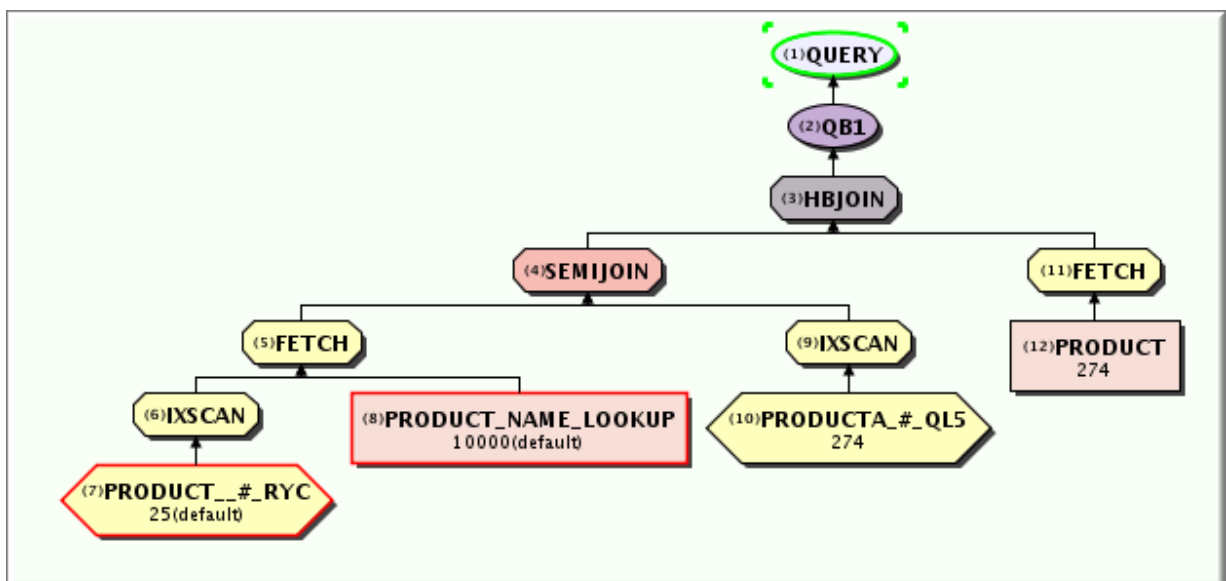 (1)QUERY
(2)QB1
(3)HBJOIN
(4)SEMIJOIN
(11)FETCH
(5)FETCH
(9)IXSCAN
(12)PRODUCT
274
(6)IXSCAN
(8)PRODUCT_NAME_LOOKUP
10000(default)
(10)PRODUCTA_#_QL5
274
(7)PRODUCT__#_RYC
25(default)